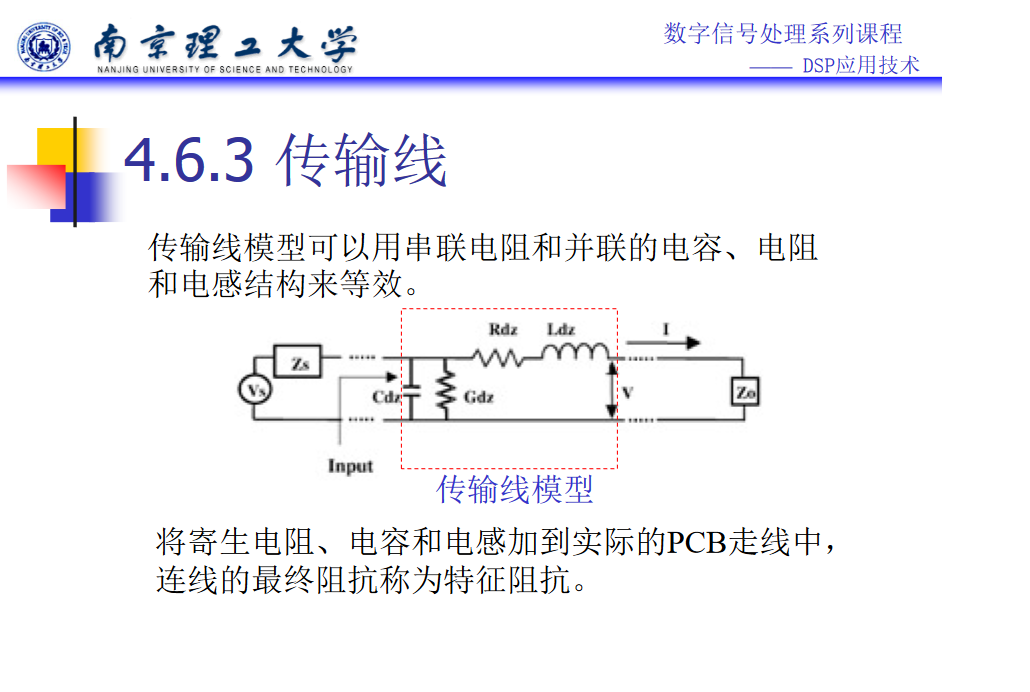 南京理工大学
NANJING UNIVERSITY OF SCIENCE AND TECHNOLOGY
数字信号处理系列课程
—— DSP应用技术
4.6.3 传输线
传输线模型可以用串联电阻和并联的电容、电阻
和电感结构来等效。
Rdz Ldz I
Zs
Vs Cdz Gdz V Zo
Input
传输线模型
将寄生电阻、电容和电感加到实际的PCB走线中，
连线的最终阻抗称为特征阻抗。